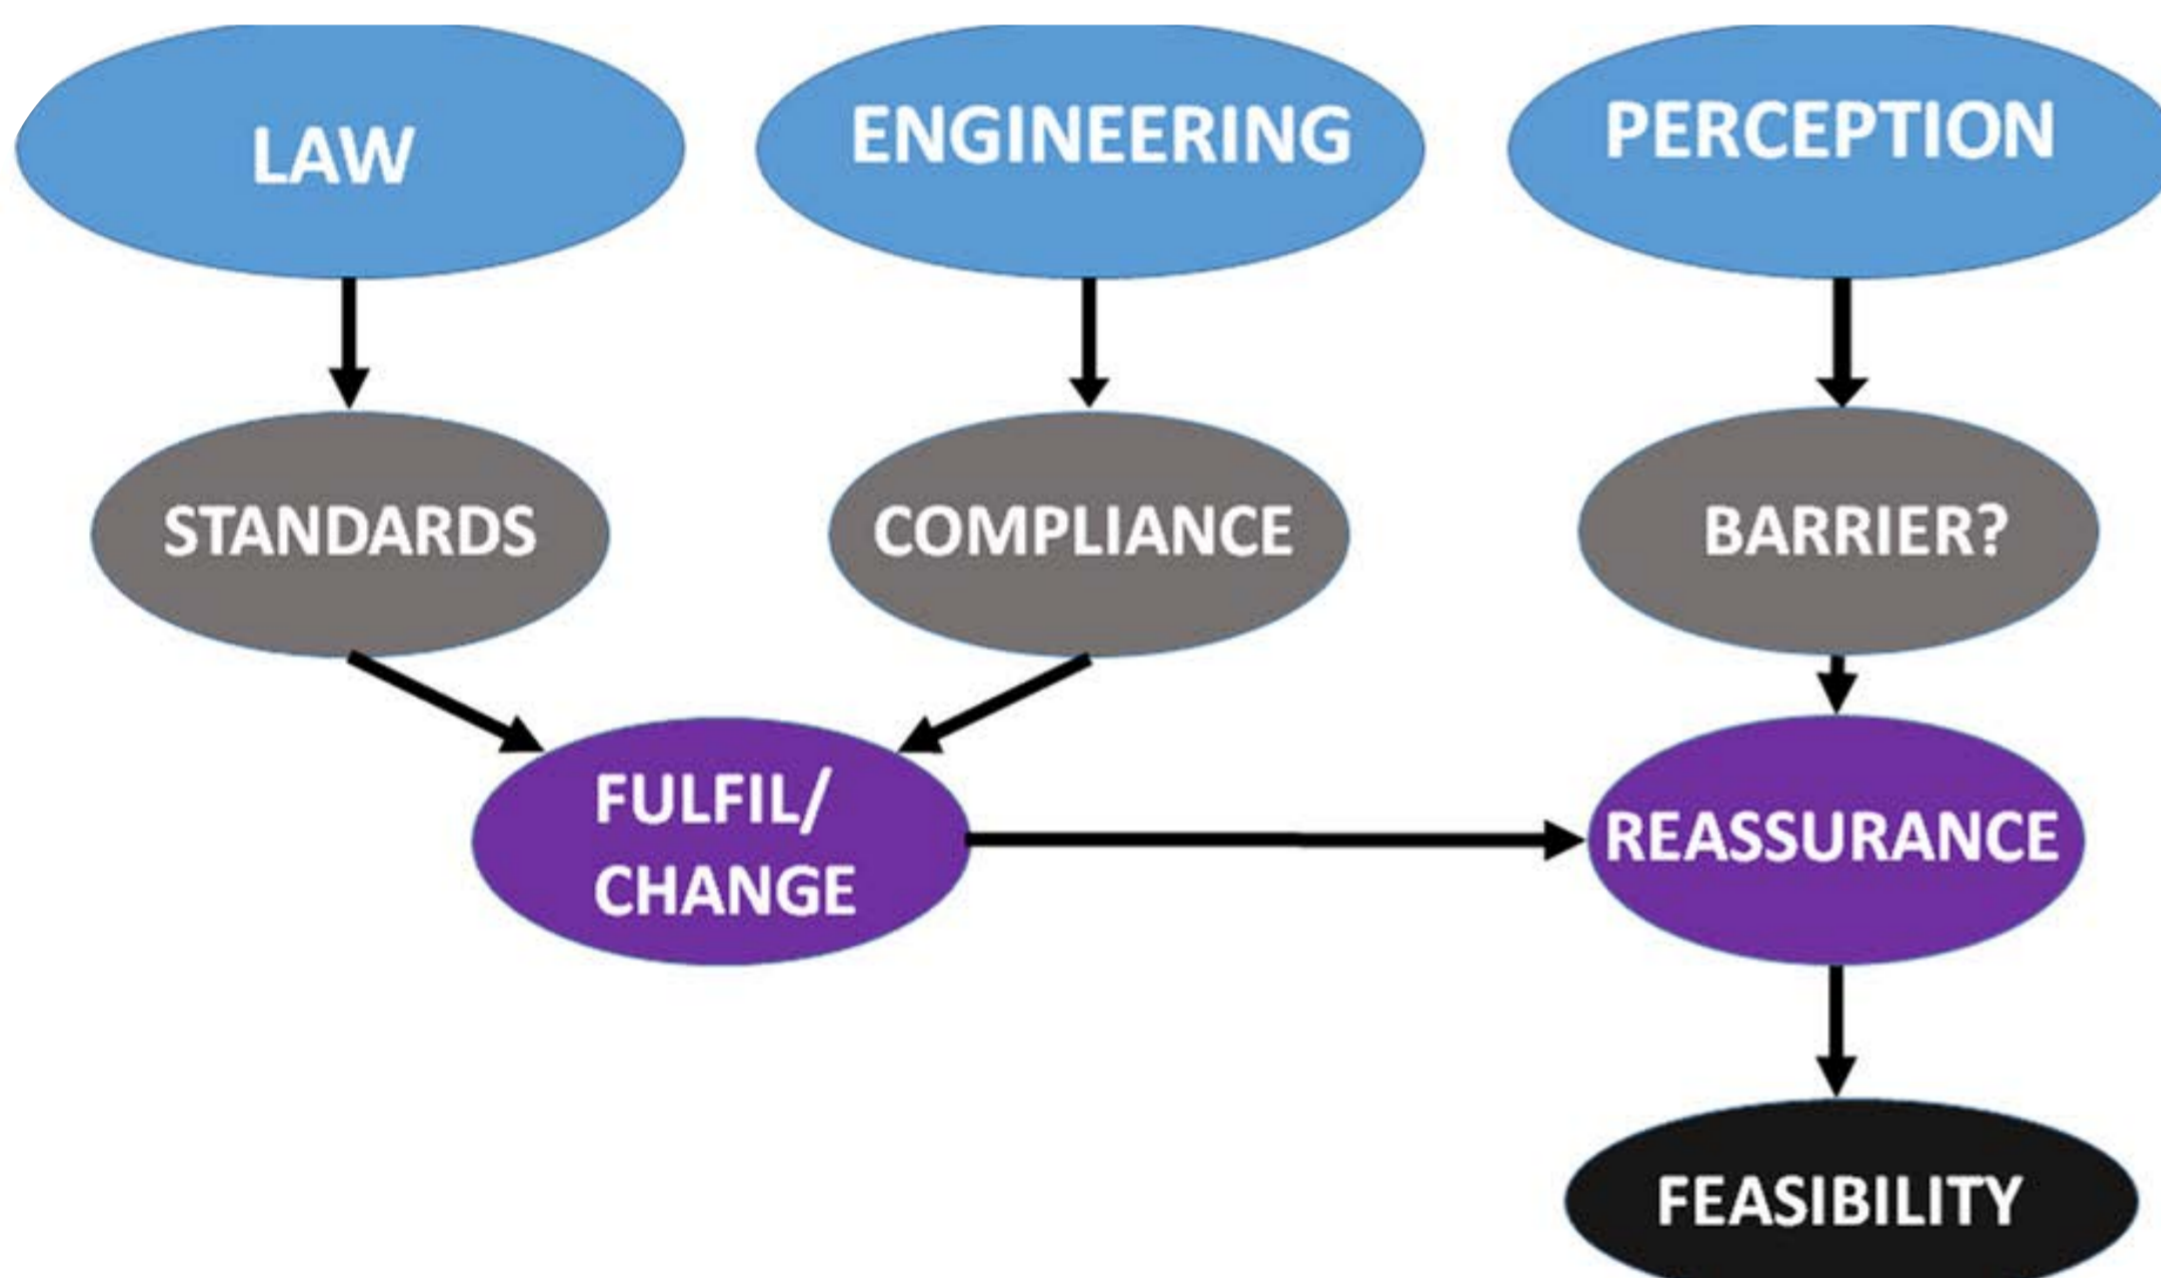 LAW
ENGINEERING
PERCEPTION
STANDARDS
COMPLIANCE
BARRIER?
FULFIL/
CHANGE
REASSURANCE
FEASIBILITY